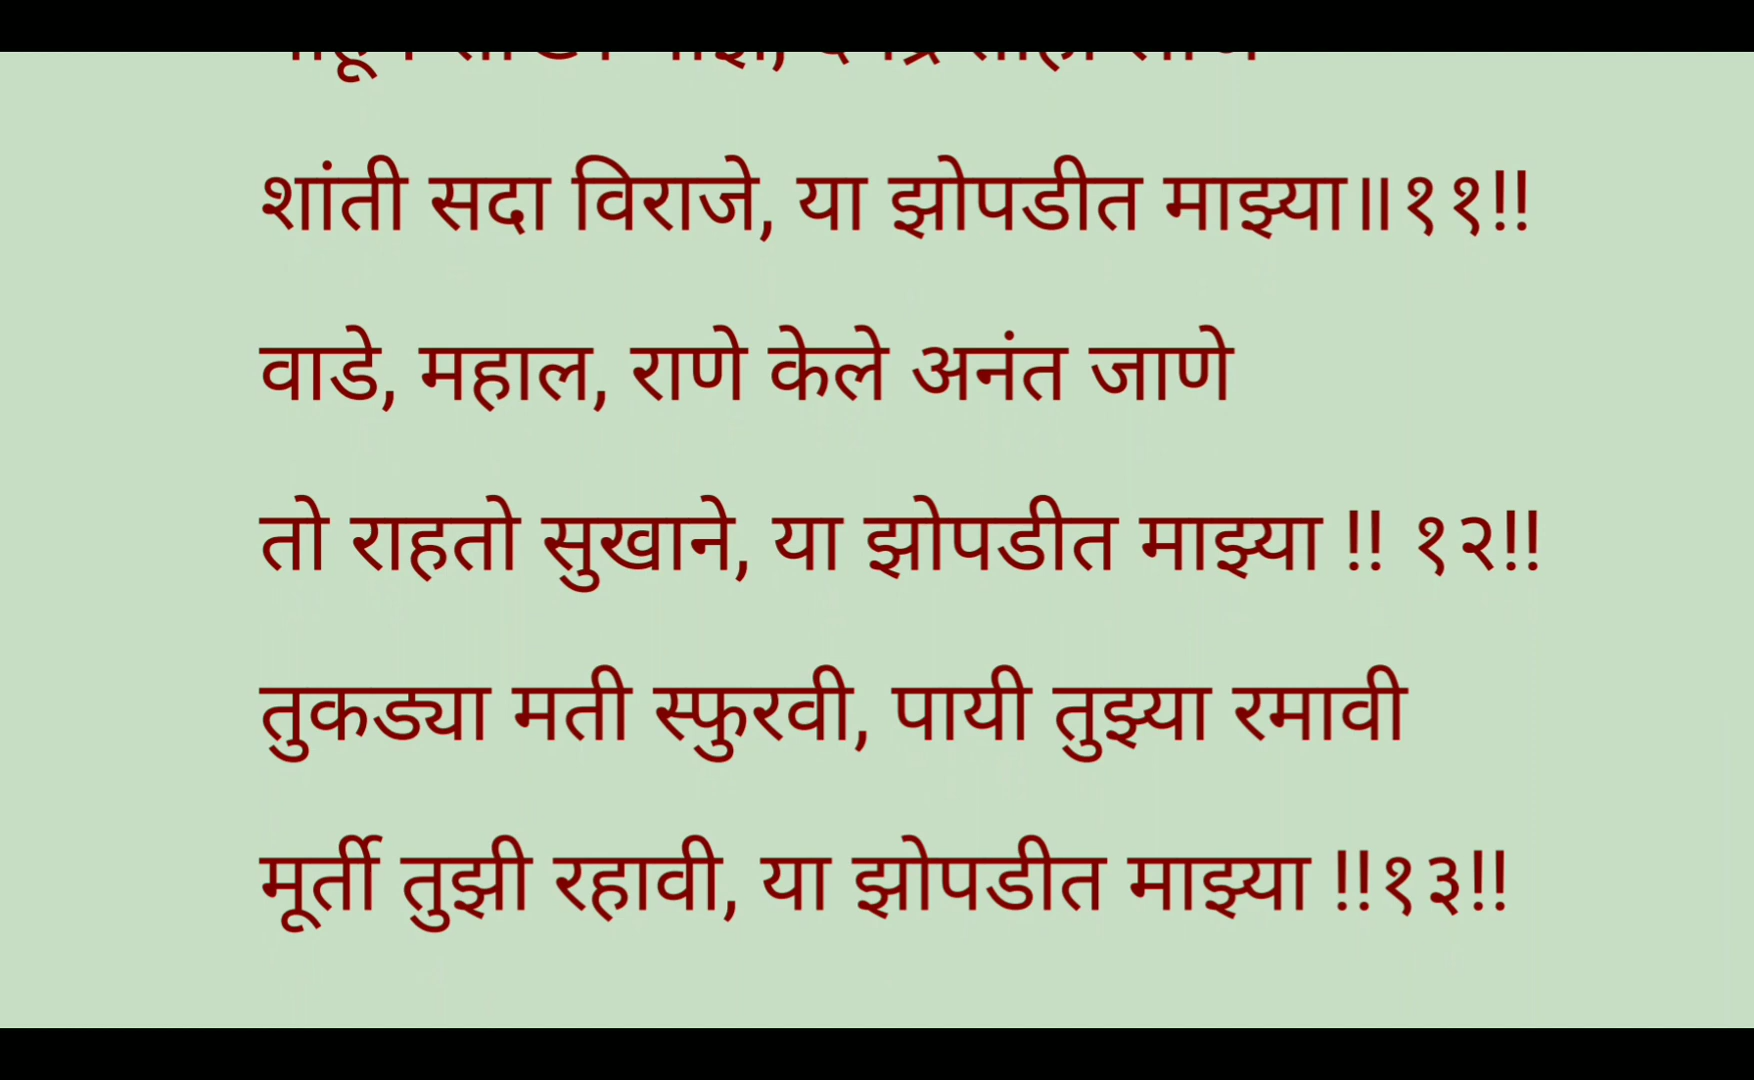 शांती सदा विराजे, या झोपडीत माझ्या॥११!!
वाडे, महाल, राणे केले अनंत जाणे
तो राहतो सुखाने, या झोपडीत माझ्या !! १२!!
तुकड्या मती स्फुरवी, पायी तुझ्या रमावी
मूर्ती तुझी रहावी, या झोपडीत माझ्या !!१३!!